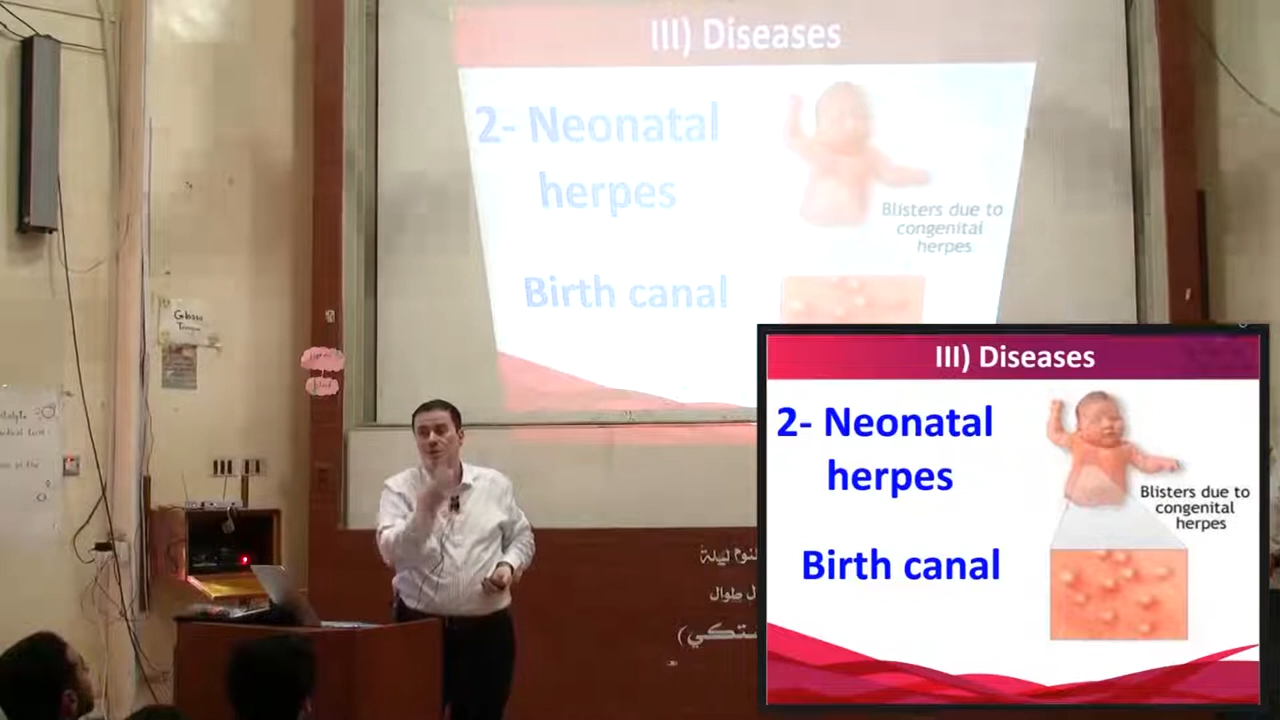 III) Diseases
2- Neonatal
herpes
Blisters due to
congenital
herpes
Birth canal
III) Diseases
2- Neonatal
herpes
Blisters due to
congenital
herpes
Birth canal
طوال